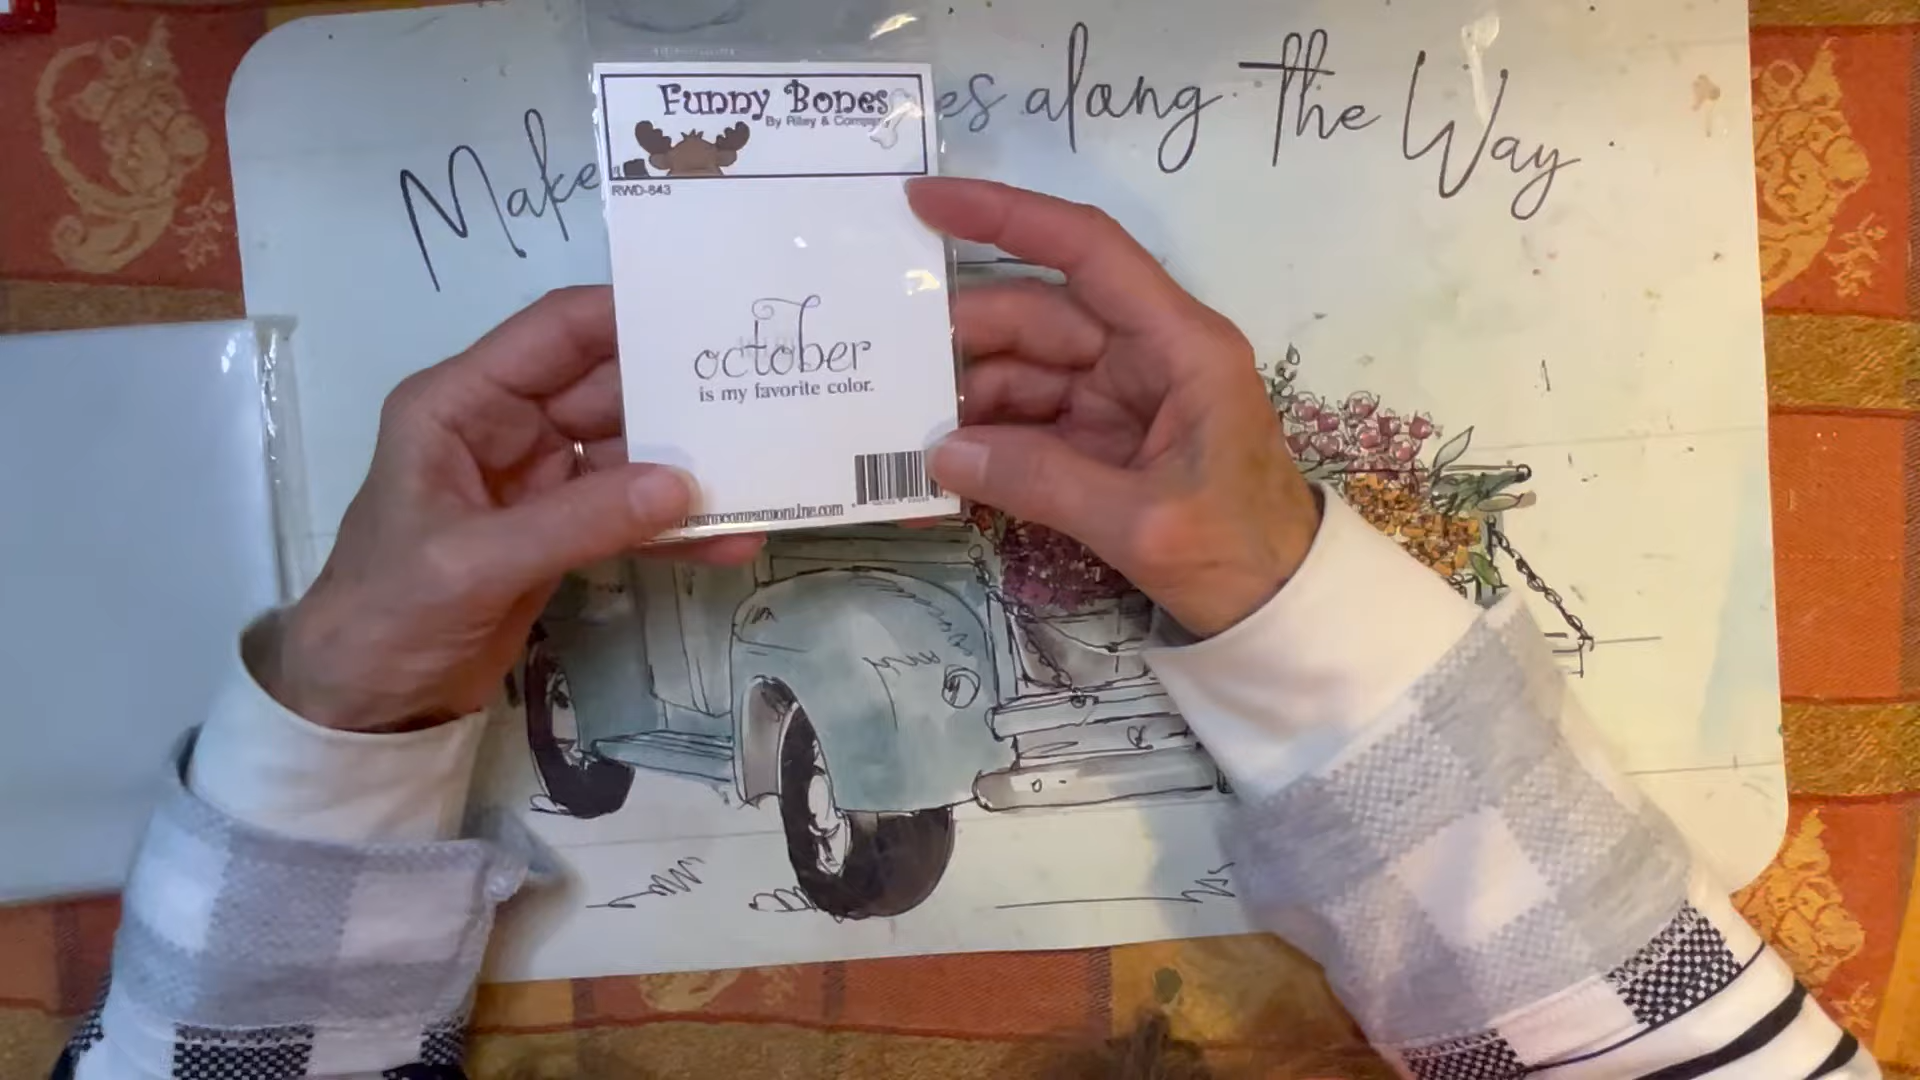 Make
es along the Way
Funny Bones
By Riley & Company
RWD-843
october
is my favorite color.